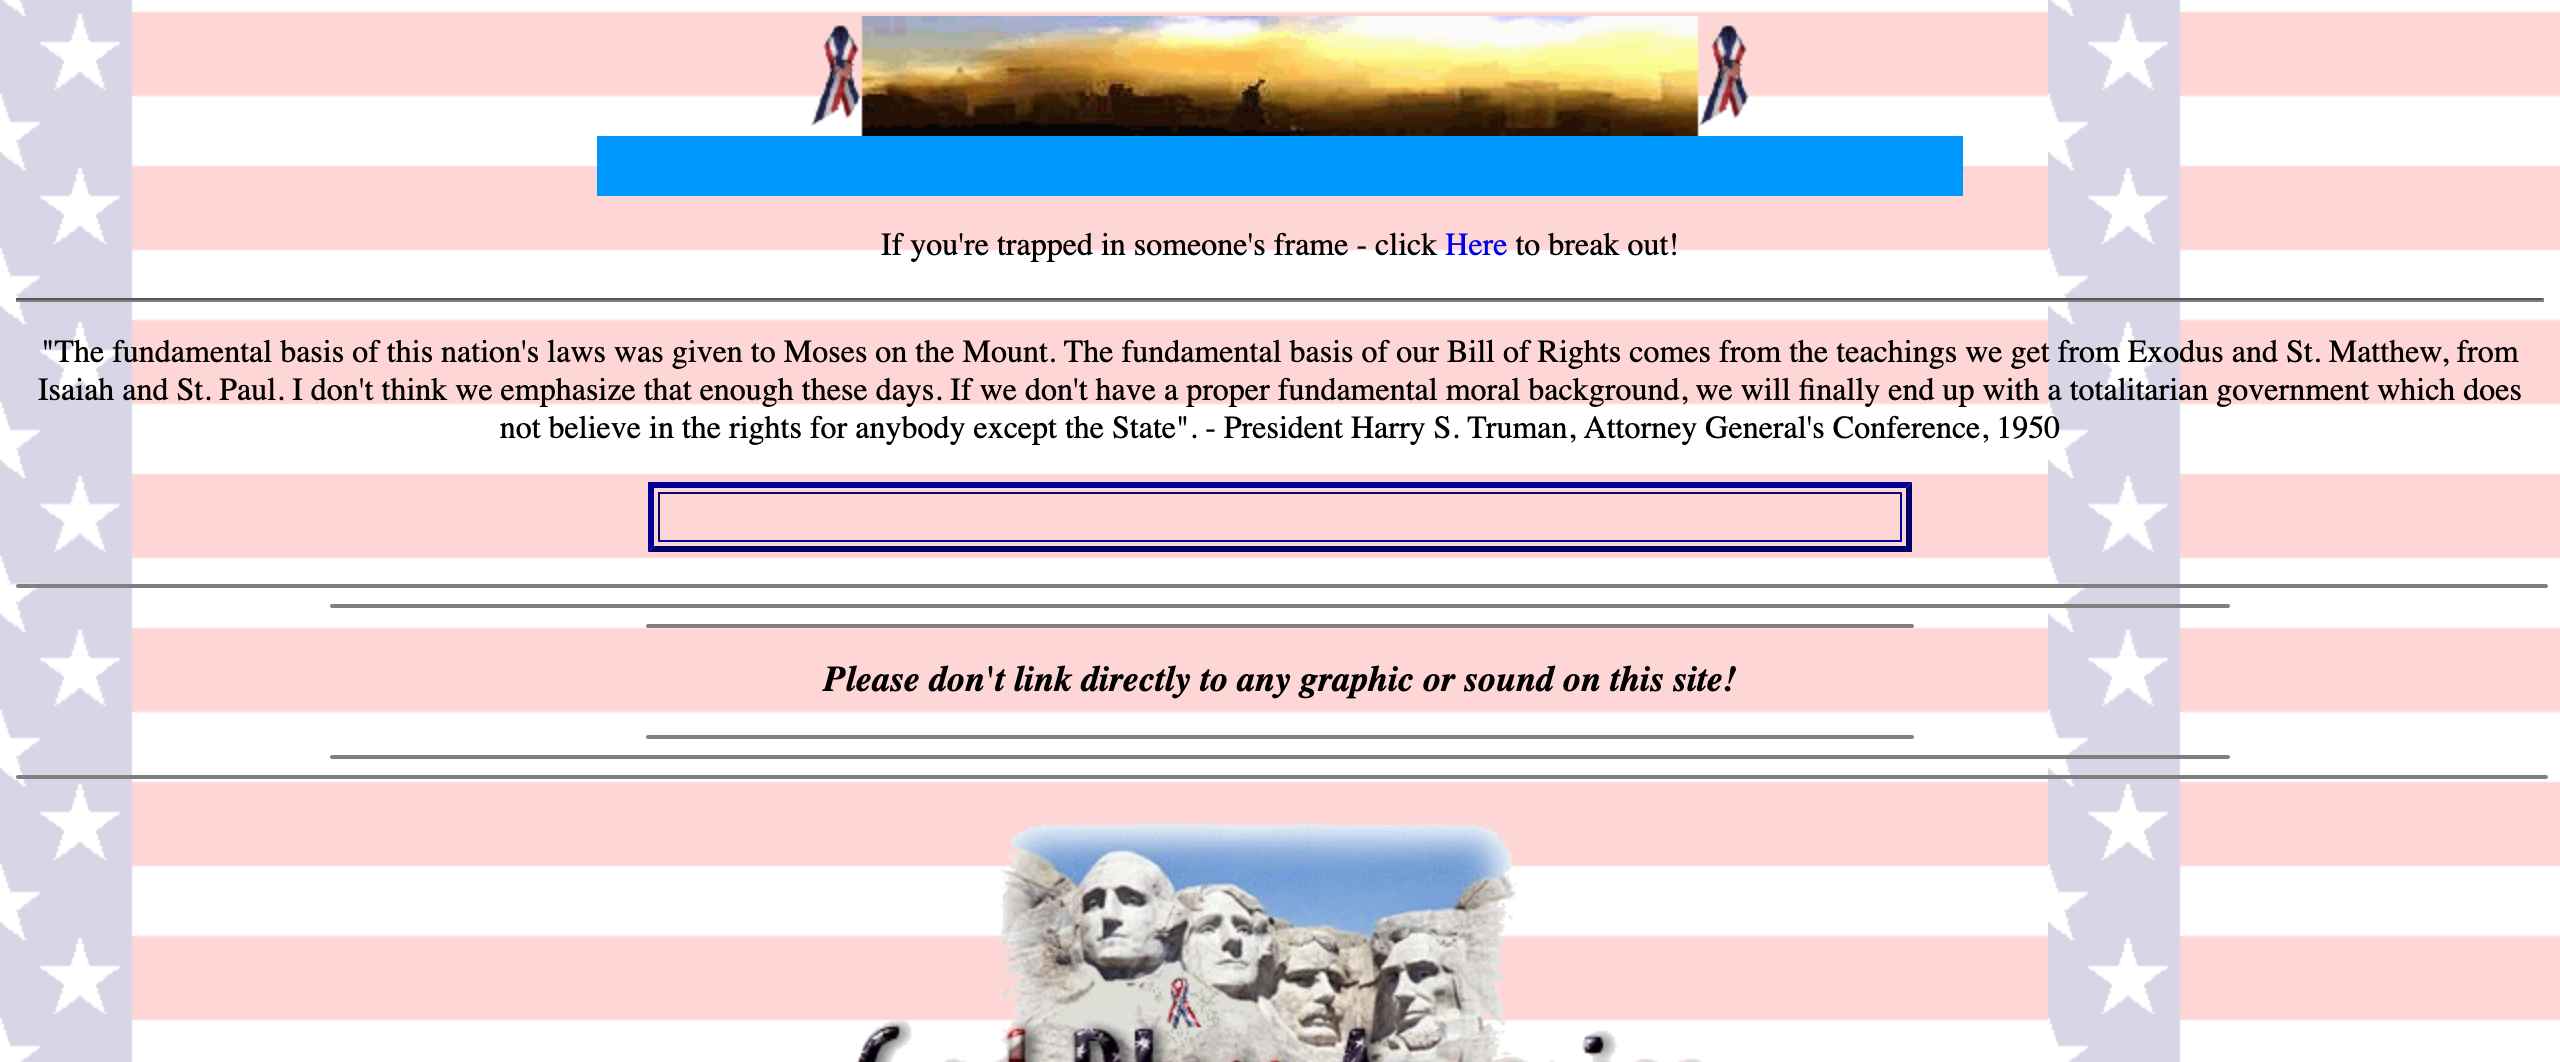 If you're trapped in someone's frame - click Here to break out!
"The fundamental basis of this nation's laws was given to Moses on the Mount. The fundamental basis of our Bill of Rights comes from the teachings we get from Exodus and St. Matthew, from
Isaiah and St. Paul. I don't think we emphasize that enough these days. If we don't have a proper fundamental moral background, we will finally end up with a totalitarian government which does
not believe in the rights for anybody except the State". - President Harry S. Truman, Attorney General's Conference, 1950
Please don't link directly to any graphic or sound on this site!
God Bless America